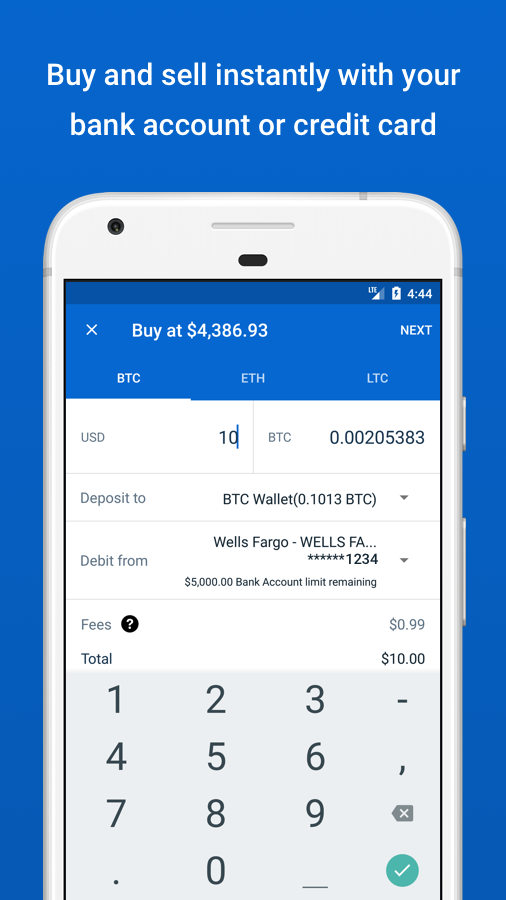 Buy and sell instantly with your
bank account or credit card
LTE 4:44
Buy at $4,386.93 NEXT
BTC ETH LTC
USD 10 BTC 0.00205383
Deposit to BTC Wallet(0.1013 BTC)
Wells Fargo - WELLS FA...
Debit from ******1234
$5,000.00 Bank Account limit remaining
Fees ? $0.99
Total $10.00
1 2 3 -
4 5 6 ,
7 8 9
. 0 _